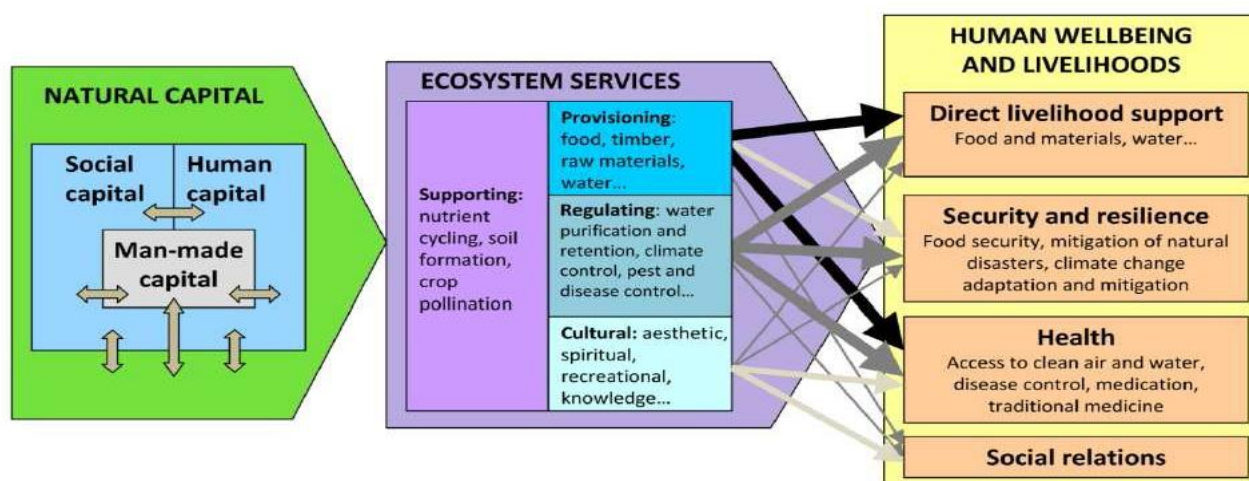 NATURAL CAPITAL
Social
capital
Human
capital
Man-made
capital
ECOSYSTEM SERVICES
Supporting:
nutrient
cycling, soil
formation,
crop
pollination
Provisioning:
food, timber,
raw materials,
water...
Regulating: water
purification and
retention, climate
control, pest and
disease control...
Cultural: aesthetic,
spiritual,
recreational,
knowledge...
HUMAN WELLBEING
AND LIVELIHOODS
Direct livelihood support
Food and materials, water...
Security and resilience
Food security, mitigation of natural
disasters, climate change
adaptation and mitigation
Health
Access to clean air and water,
disease control, medication,
traditional medicine
Social relations